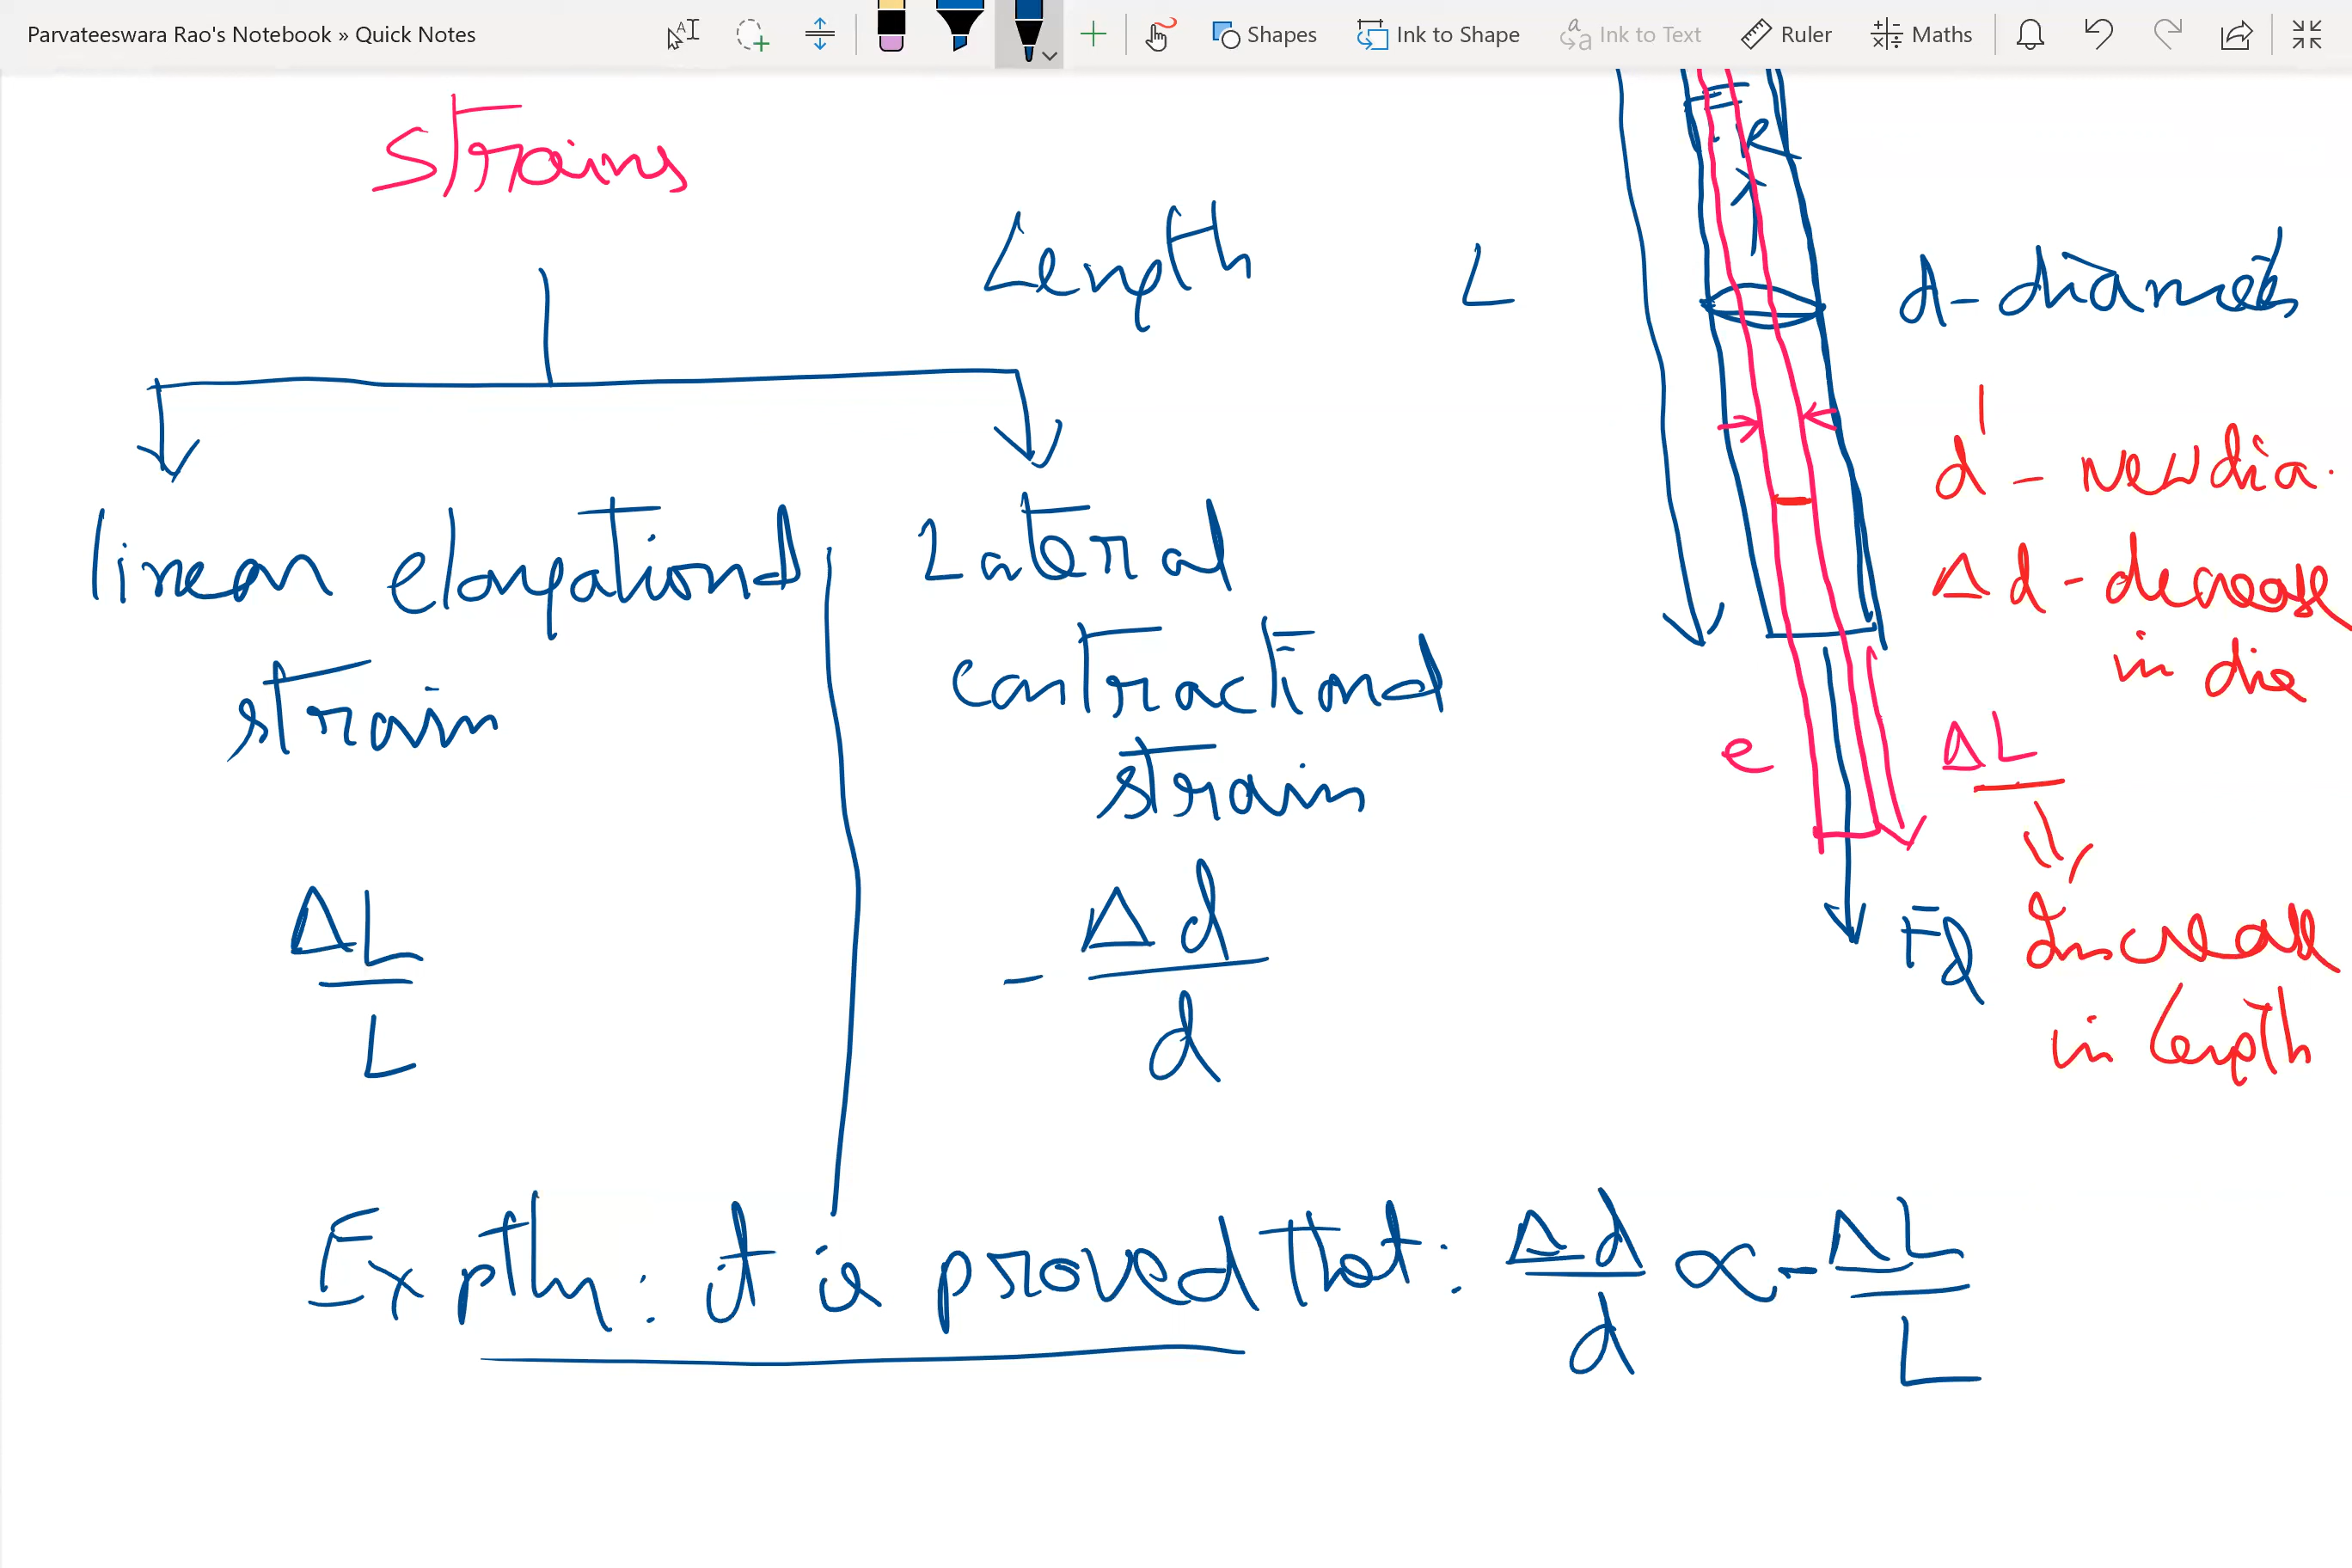 Parvateeswara Rao's Notebook » Quick Notes
Shapes
Ink to Shape
Ink to Text
Ruler
Maths
Strains
Length
L
d - diameter
linear elongational
strain
ΔL
L
Lateral
contractional
strain
- Δd
d
d' - new dia.
Δd - decrease
in dia
e
ΔL
Increase
in length
Exptly: it is proved that: Δd/d ∝ - ΔL/L